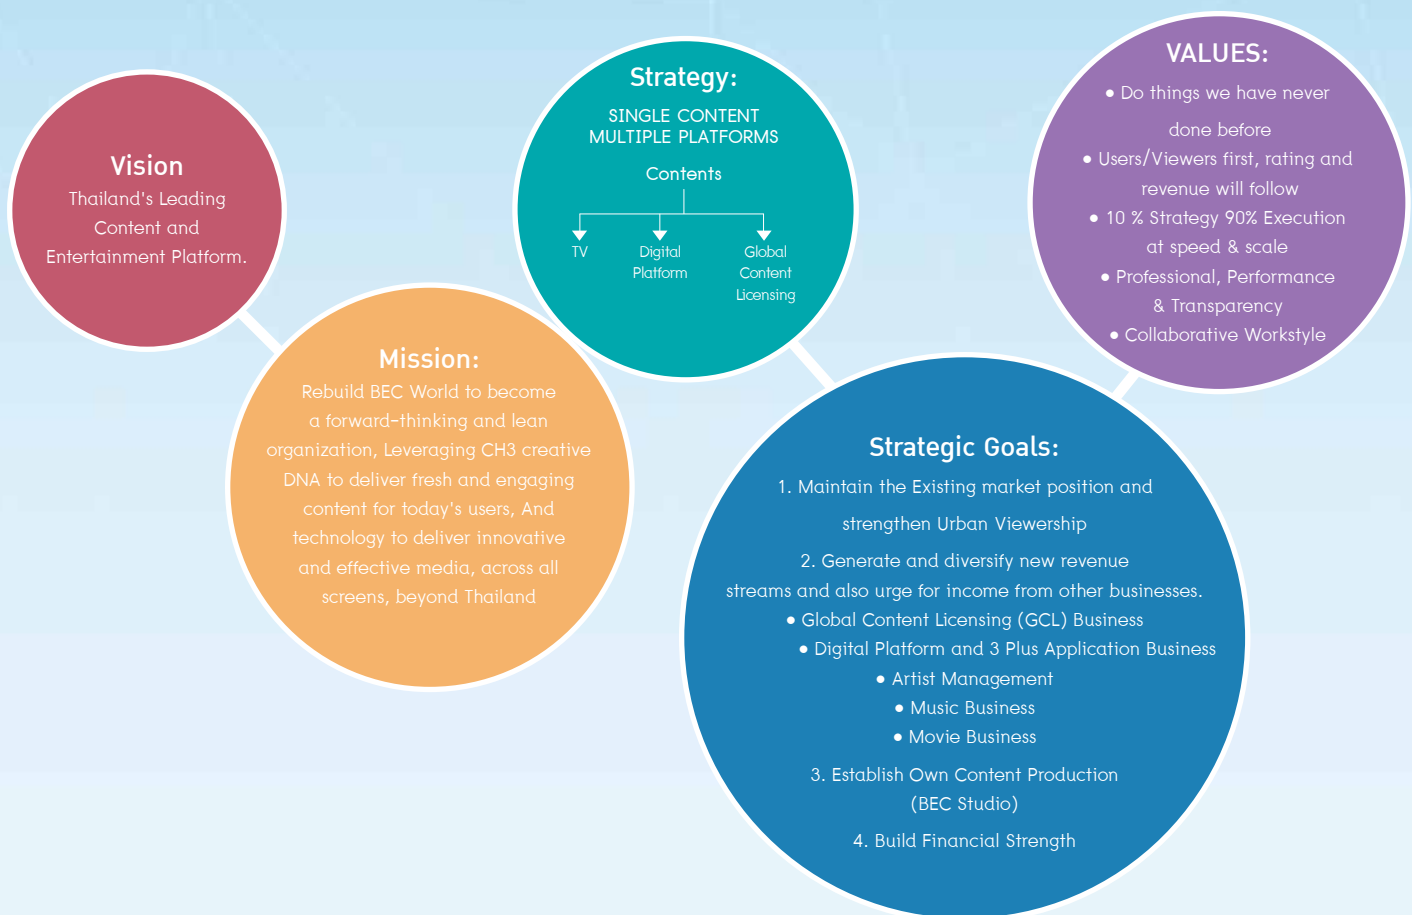 Vision
Thailand's Leading
Content and
Entertainment Platform.
Mission:
Rebuild BEC World to become
a forward-thinking and lean
organization, Leveraging CH3 creative
DNA to deliver fresh and engaging
content for today's users, And
technology to deliver innovative
and effective media, across all
screens, beyond Thailand
Strategy:
SINGLE CONTENT
MULTIPLE PLATFORMS
Contents
TV
Digital
Platform
Global
Content
Licensing
Strategic Goals:
1. Maintain the Existing market position and
strengthen Urban Viewership
2. Generate and diversify new revenue
streams and also urge for income from other businesses.
• Global Content Licensing (GCL) Business
• Digital Platform and 3 Plus Application Business
• Artist Management
• Music Business
• Movie Business
3. Establish Own Content Production
(BEC Studio)
4. Build Financial Strength
VALUES:
• Do things we have never
done before
• Users/Viewers first, rating and
revenue will follow
• 10 % Strategy 90% Execution
at speed & scale
• Professional, Performance
& Transparency
• Collaborative Workstyle